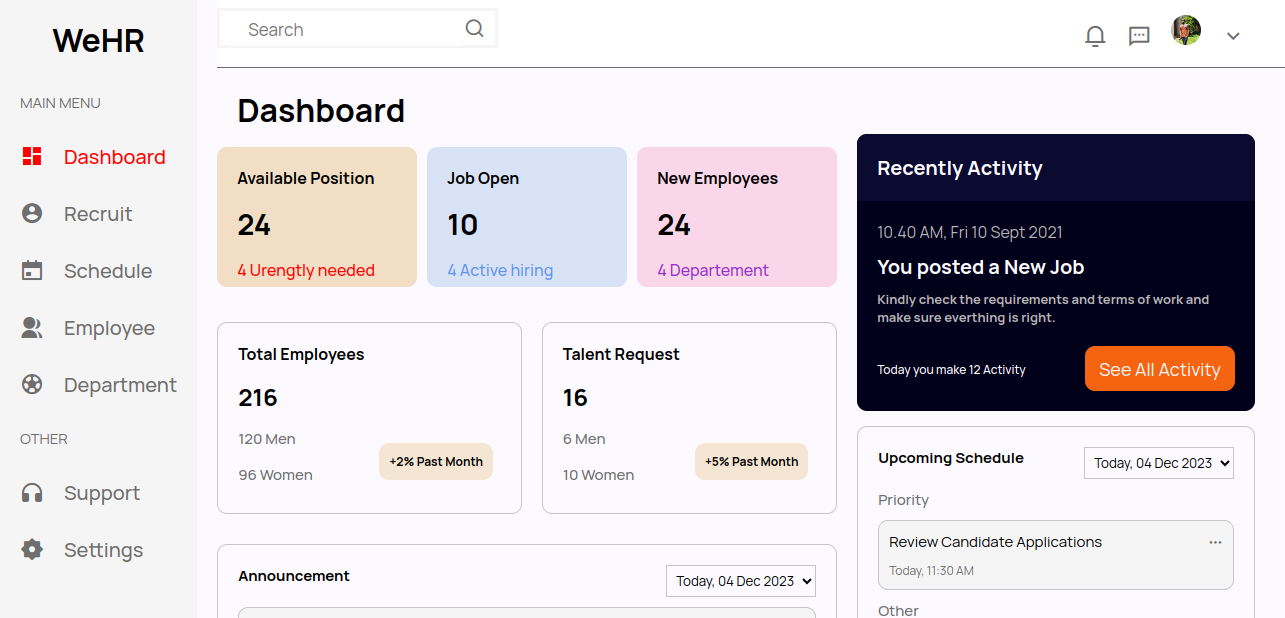 WeHR
MAIN MENU
Dashboard
Recruit
Schedule
Employee
Department
OTHER
Support
Settings
Search
Dashboard
Available Position
24
4 Urengtly needed
Job Open
10
4 Active hiring
New Employees
24
4 Departement
Total Employees
216
120 Men
96 Women
+2% Past Month
Talent Request
16
6 Men
10 Women
+5% Past Month
Announcement
Today, 04 Dec 2023
Recently Activity
10.40 AM, Fri 10 Sept 2021
You posted a New Job
Kindly check the requirements and terms of work and
make sure everthing is right.
Today you make 12 Activity
See All Activity
Upcoming Schedule
Today, 04 Dec 2023
Priority
Review Candidate Applications
Today, 11:30 AM
Other